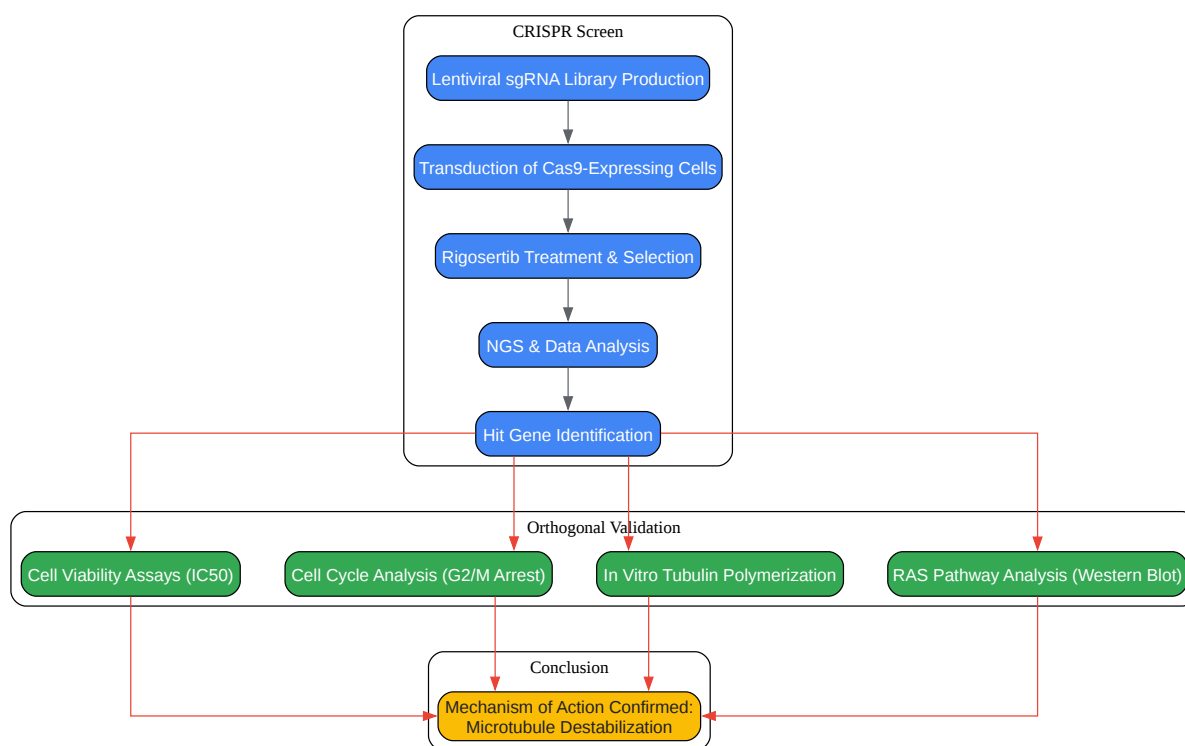 CRISPR Screen
Lentiviral sgRNA Library Production
Transduction of Cas9-Expressing Cells
Rigosertib Treatment & Selection
NGS & Data Analysis
Hit Gene Identification
Orthogonal Validation
Cell Viability Assays (IC50)
Cell Cycle Analysis (G2/M Arrest)
In Vitro Tubulin Polymerization
RAS Pathway Analysis (Western Blot)
Conclusion
Mechanism of Action Confirmed:
Microtubule Destabilization